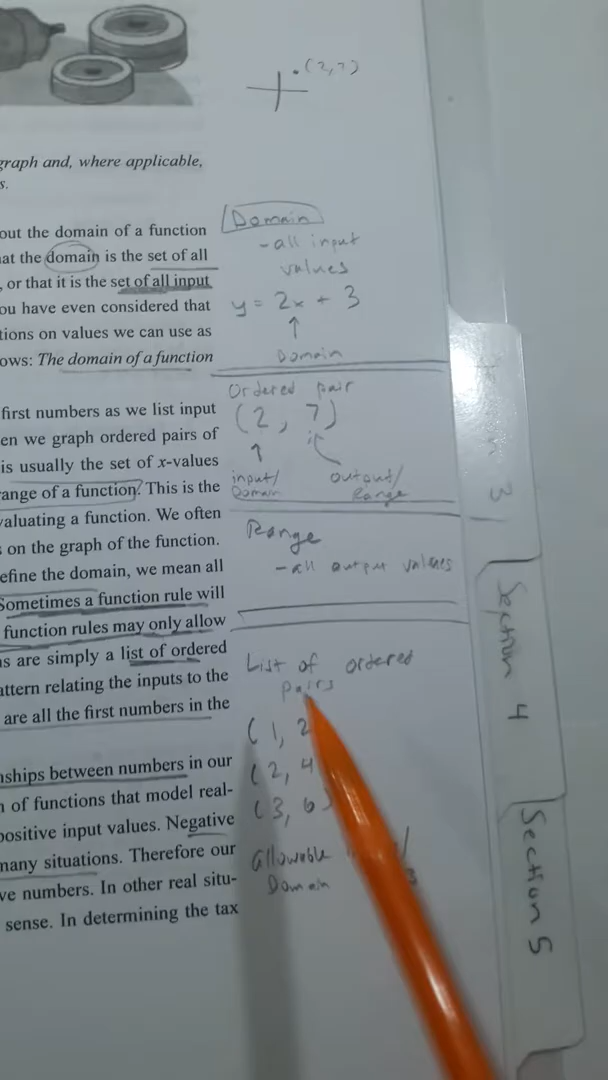 (2, 7)
graph and, where applicable,
s.
out the domain of a function
at the domain is the set of all
, or that it is the set of all input
ou have even considered that
tions on values we can use as
ows: The domain of a function
first numbers as we list input
en we graph ordered pairs of
is usually the set of x-values
ange of a function. This is the
valuating a function. We often
s on the graph of the function.
efine the domain, we mean all
Sometimes a function rule will
function rules may only allow
as are simply a list of ordered
attern relating the inputs to the
are all the first numbers in the
nships between numbers in our
n of functions that model real-
positive input values. Negative
many situations. Therefore our
ve numbers. In other real situ-
sense. In determining the tax
Domain
- all input
values
y = 2x + 3
↑
Domain
Ordered pair
(2, 7)
↑
input/
Domain
output/
Range
Range
- all output values
List of ordered
pairs
(1, 2
(2, 4
(3, 6)
allowable
Domain
3
Section 4
Section 5